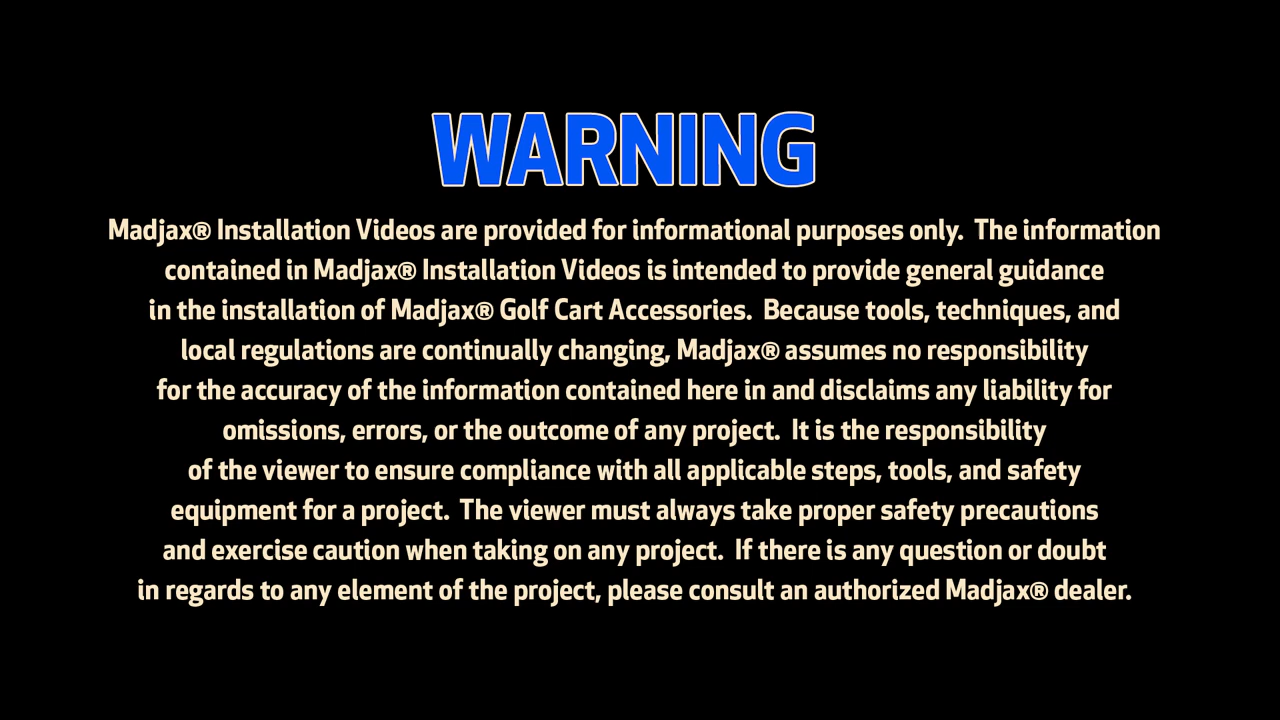 WARNING
Madjax® Installation Videos are provided for informational purposes only.  The information
contained in Madjax® Installation Videos is intended to provide general guidance
in the installation of Madjax® Golf Cart Accessories.  Because tools, techniques, and
local regulations are continually changing, Madjax® assumes no responsibility
for the accuracy of the information contained here in and disclaims any liability for
omissions, errors, or the outcome of any project.  It is the responsibility
of the viewer to ensure compliance with all applicable steps, tools, and safety
equipment for a project.  The viewer must always take proper safety precautions
and exercise caution when taking on any project.  If there is any question or doubt
in regards to any element of the project, please consult an authorized Madjax® dealer.